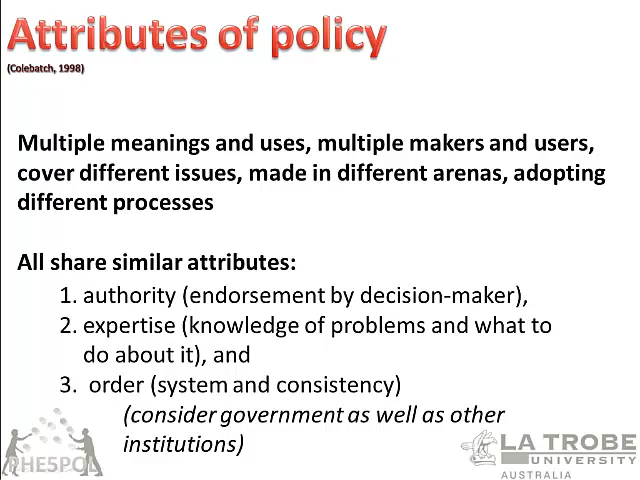 Attributes of policy
(Colebatch, 1998)
Multiple meanings and uses, multiple makers and users,
cover different issues, made in different arenas, adopting
different processes
All share similar attributes:
1. authority (endorsement by decision-maker),
2. expertise (knowledge of problems and what to
do about it), and
3. order (system and consistency)
(consider government as well as other
institutions)
PHE5POL
LA TROBE
UNIVERSITY
AUSTRALIA